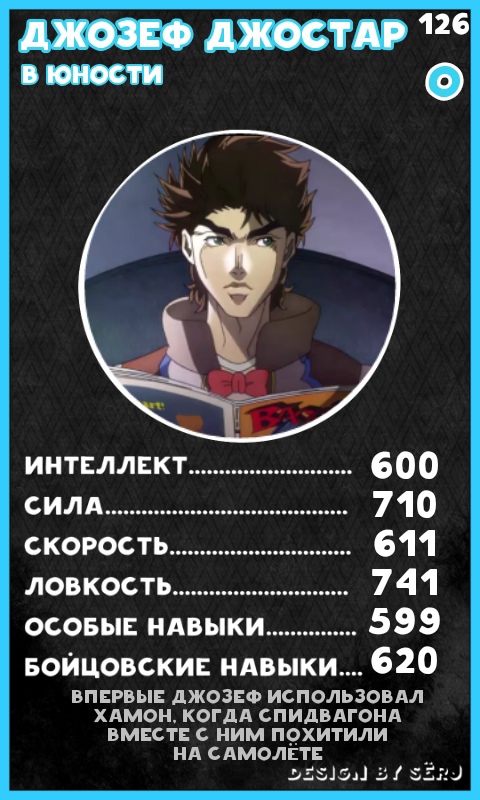 ДЖОЗЕФ ДЖОСТАР
126
В ЮНОСТИ
ИНТЕЛЛЕКТ........................................ 600
СИЛА............................................................ 710
СКОРОСТЬ............................................. 611
ЛОВКОСТЬ............................................ 741
ОСОБЫЕ НАВЫКИ...................... 599
БОЙЦОВСКИЕ НАВЫКИ.... 620
ВПЕРВЫЕ ДЖОЗЕФ ИСПОЛЬЗОВАЛ
ХАМОН, КОГДА СПИДВАГОНА
ВМЕСТЕ С НИМ ПОХИТИЛИ
НА САМОЛЁТЕ
DESIGN BY SЁRJ